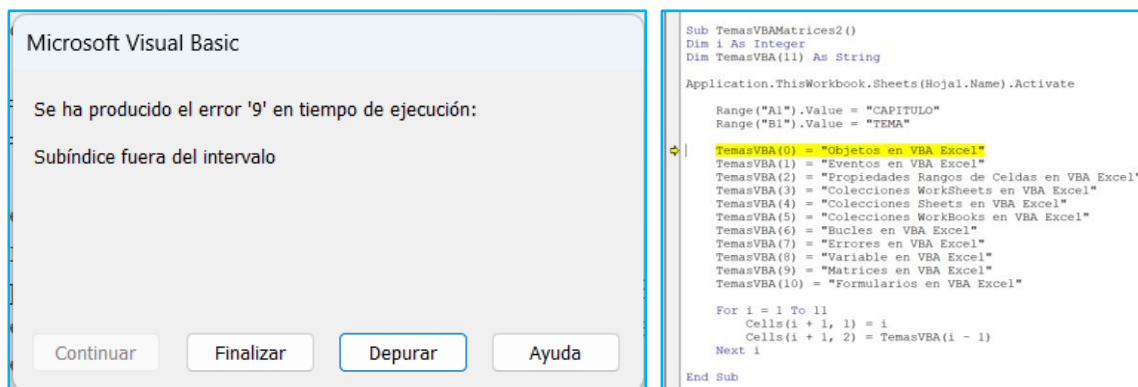 Microsoft Visual Basic
Se ha producido el error '9' en tiempo de ejecución:
Subíndice fuera del intervalo
Continuar Finalizar Depurar Ayuda
Sub TemasVBAMatrices2()
Dim i As Integer
Dim TemasVBA(11) As String
Application.ThisWorkbook.Sheets(Hoja1.Name).Activate
Range("A1").Value = "CAPITULO"
Range("B1").Value = "TEMA"
TemasVBA(0) = "Objetos en VBA Excel"
TemasVBA(1) = "Eventos en VBA Excel"
TemasVBA(2) = "Propiedades Rangos de Celdas en VBA Excel"
TemasVBA(3) = "Colecciones WorkSheets en VBA Excel"
TemasVBA(4) = "Colecciones Sheets en VBA Excel"
TemasVBA(5) = "Colecciones WorkBooks en VBA Excel"
TemasVBA(6) = "Bucles en VBA Excel"
TemasVBA(7) = "Errores en VBA Excel"
TemasVBA(8) = "Variable en VBA Excel"
TemasVBA(9) = "Matrices en VBA Excel"
TemasVBA(10) = "Formularios en VBA Excel"
For i = 1 To 11
Cells(i + 1, 1) = i
Cells(i + 1, 2) = TemasVBA(i - 1)
Next i
End Sub